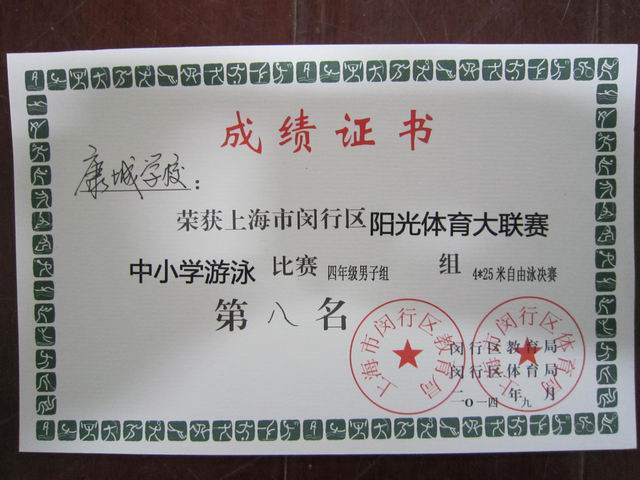 成绩证书
康城学校：
荣获上海市闵行区阳光体育大联赛
中小学游泳 比赛 四年级男子组 组 4*25 米自由泳决赛
第八名
上海市闵行区教育局
上海市闵行区体育局
闵行区教育局
闵行区体育局
二〇一四年九月